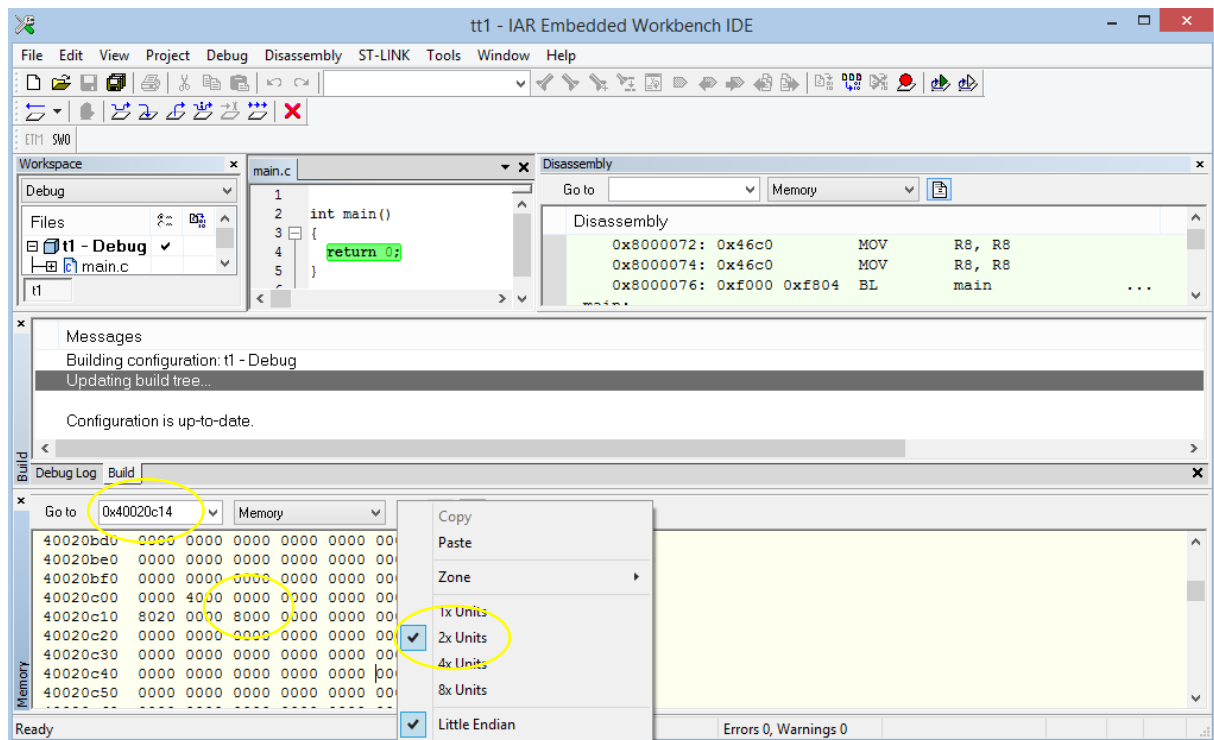 tt1 - IAR Embedded Workbench IDE
File Edit View Project Debug Disassembly ST-LINK Tools Window Help
ETM SWO
Workspace
Debug
Files
t1 - Debug
main.c
t1
main.c
1
2 int main()
3 {
4 return 0;
5 }
Disassembly
Go to Memory
Disassembly
0x8000072: 0x46c0 MOV R8, R8
0x8000074: 0x46c0 MOV R8, R8
0x8000076: 0xf000 0xf804 BL main ...
main:
Messages
Building configuration: t1 - Debug
Updating build tree...
Configuration is up-to-date.
Build
Debug Log Build
Go to 0x40020c14 Memory
40020bd0 0000 0000 0000 0000 0000
40020be0 0000 0000 0000 0000 0000
40020bf0 0000 0000 0000 0000 0000
40020c00 0000 4000 0000 0000 0000
40020c10 8020 0000 8000 0000 0000
40020c20 0000 0000 0000 0000 0000
40020c30 0000 0000 0000 0000 0000
40020c40 0000 0000 0000 0000 0000
40020c50 0000 0000 0000 0000 0000
Memory
Copy
Paste
Zone
1x Units
2x Units
4x Units
8x Units
Little Endian
Ready
Errors 0, Warnings 0